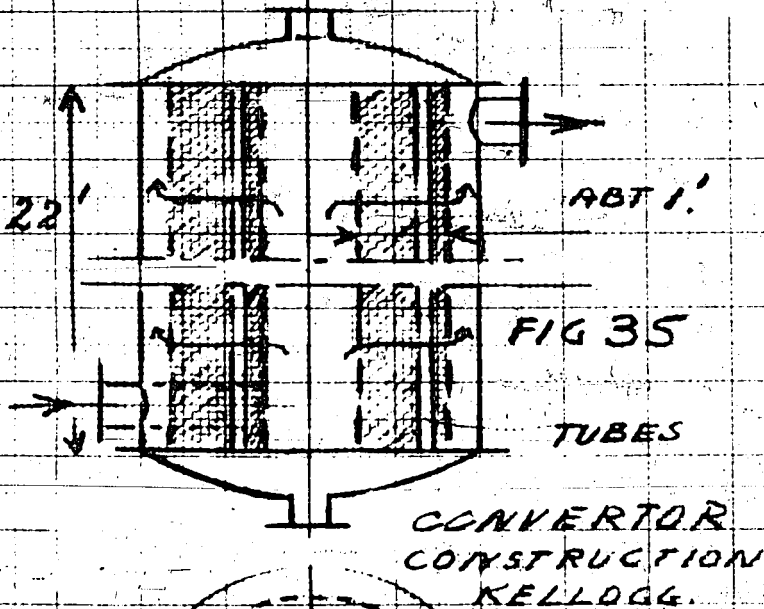 22'
ABT 1.'
FIG 35
TUBES
CONVERTOR
CONSTRUCTION
KELLOGG.